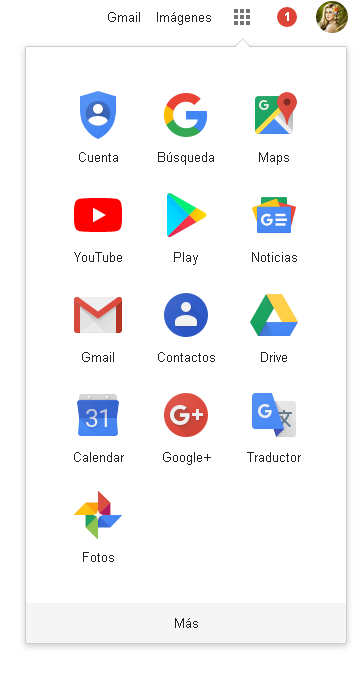 Gmail Imágenes 1
Cuenta Búsqueda Maps
YouTube Play Noticias
Gmail Contactos Drive
31 G+
Calendar Google+ Traductor
Fotos
Más